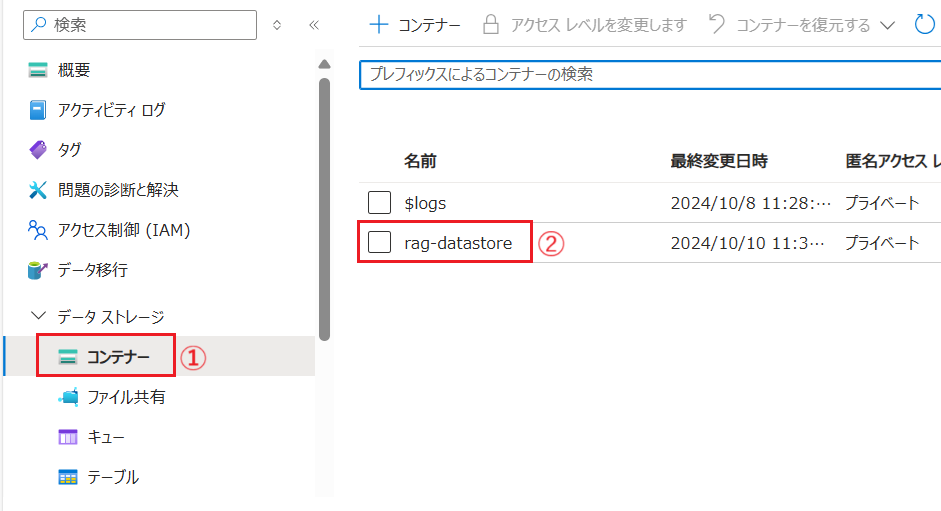 検索
概要
アクティビティ ログ
タグ
問題の診断と解決
アクセス制御 (IAM)
データ移行
データ ストレージ
コンテナー ①
ファイル共有
キュー
テーブル
コンテナー アクセス レベルを変更します コンテナーを復元する
プレフィックスによるコンテナーの検索
名前 最終変更日時 匿名アクセス レ
$logs 2024/10/8 11:28:… プライベート
rag-datastore ② 2024/10/10 11:3… プライベート